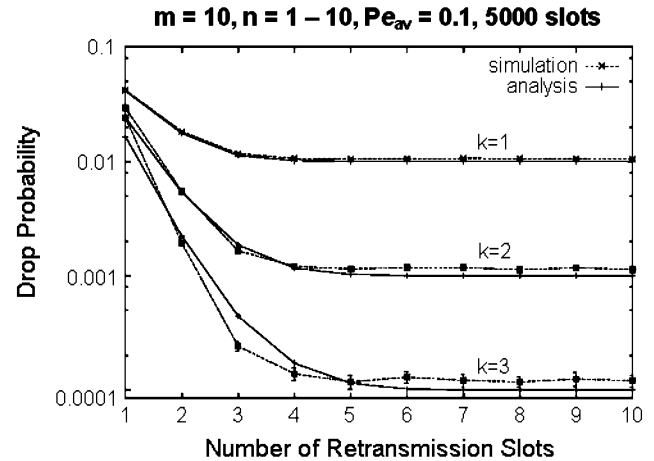 m = 10, n = 1 – 10, Pe_av = 0.1, 5000 slots
0.1
simulation
analysis
k=1
0.01
Drop Probability
k=2
0.001
k=3
0.0001
1 2 3 4 5 6 7 8 9 10
Number of Retransmission Slots